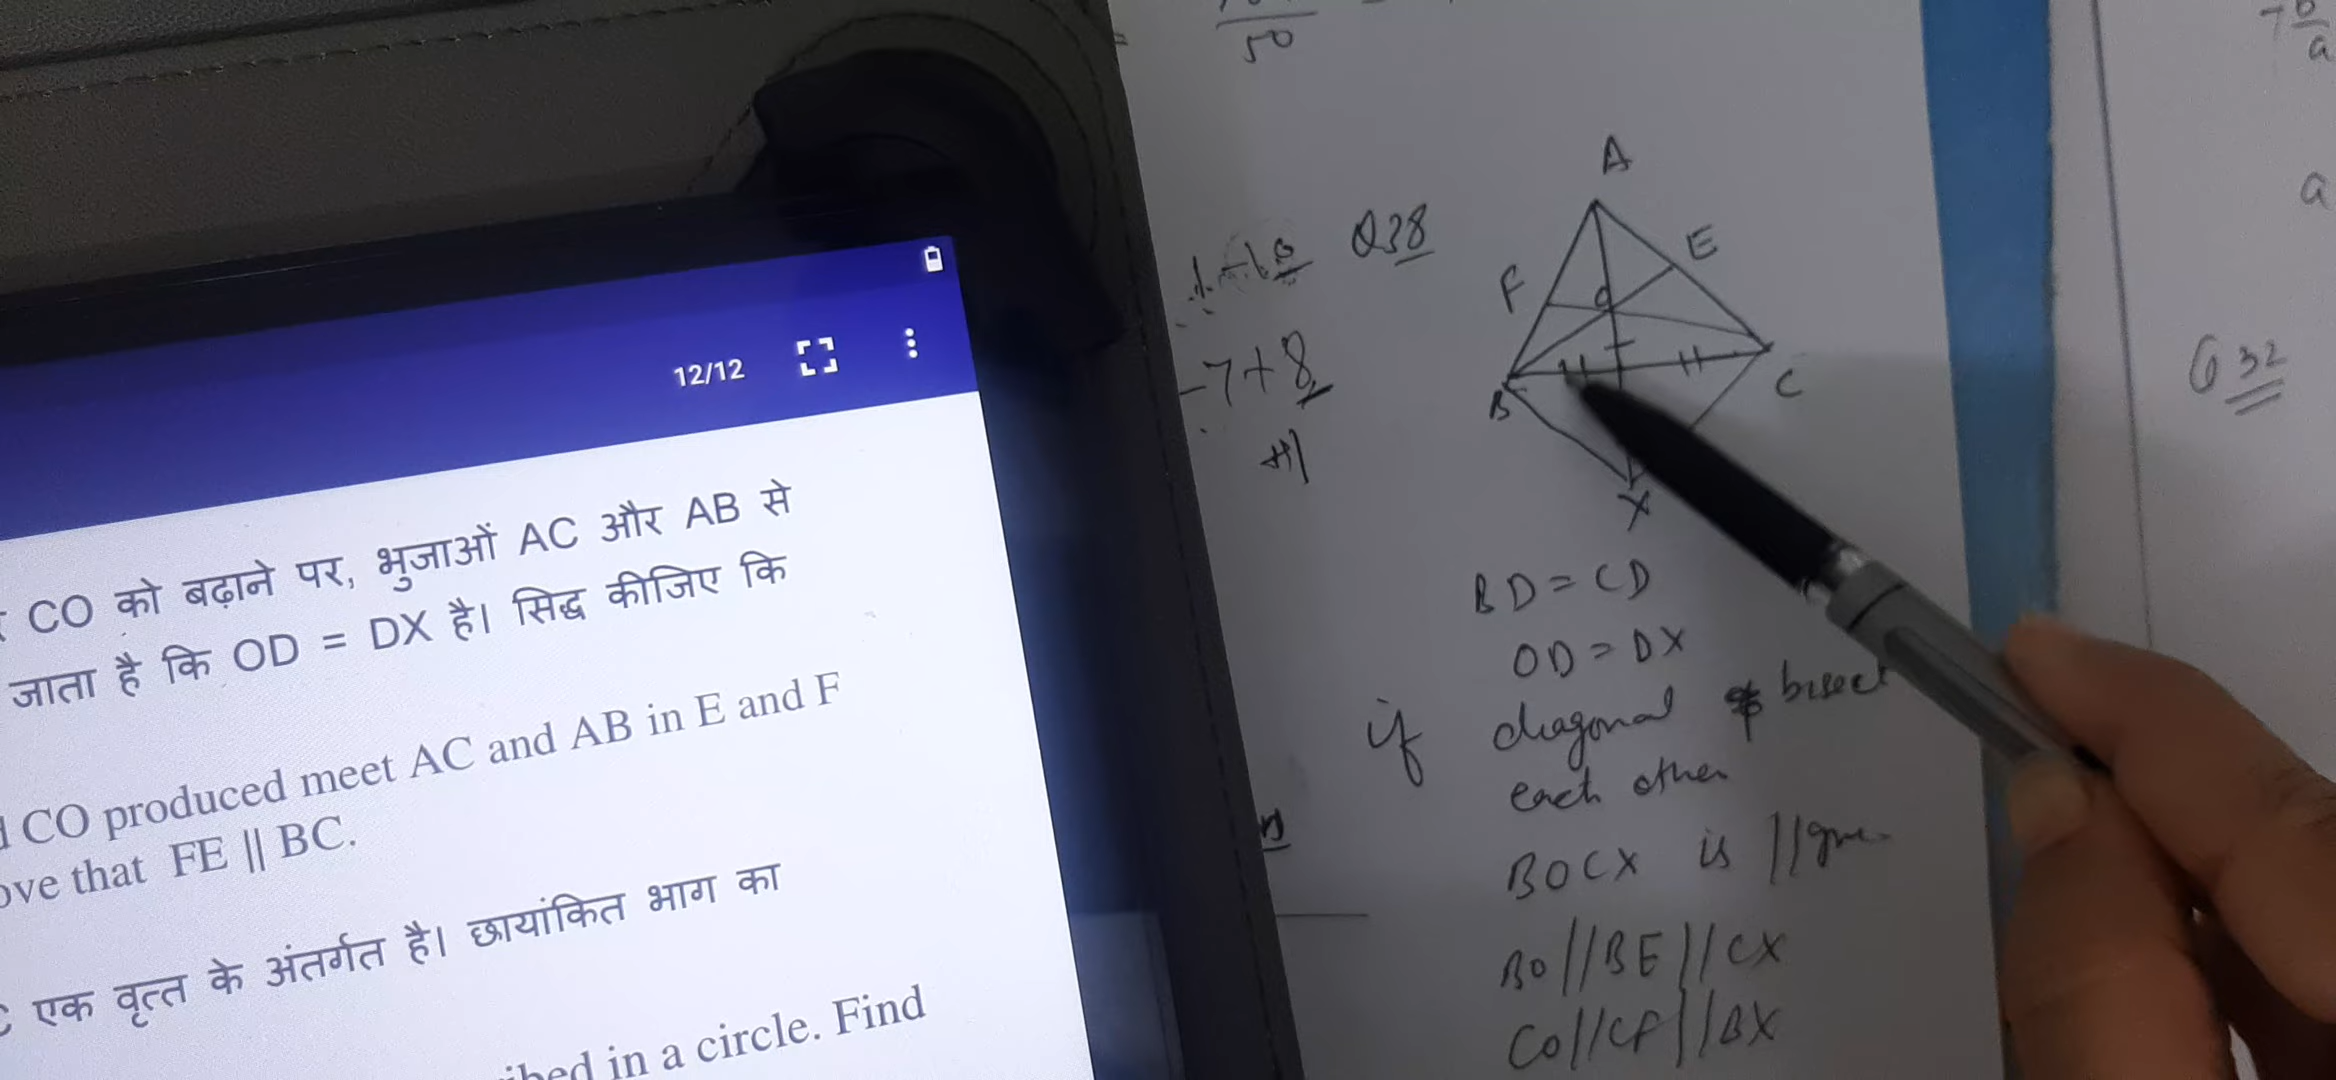 12/12
CO को बढ़ाने पर, भुजाओं AC और AB से
जाता है कि OD = DX है। सिद्ध कीजिए कि
CO produced meet AC and AB in E and F
that FE || BC.
एक वृत्त के अंतर्गत है। छायांकित भाग का
in a circle. Find
50
Q38
-7+8
A
E
F
O
B
C
X
BD = CD
OD = DX
if diagonal bisect
each other
BOCX is ||gm
BO//BE//CX
CO//CF//BX
a
a